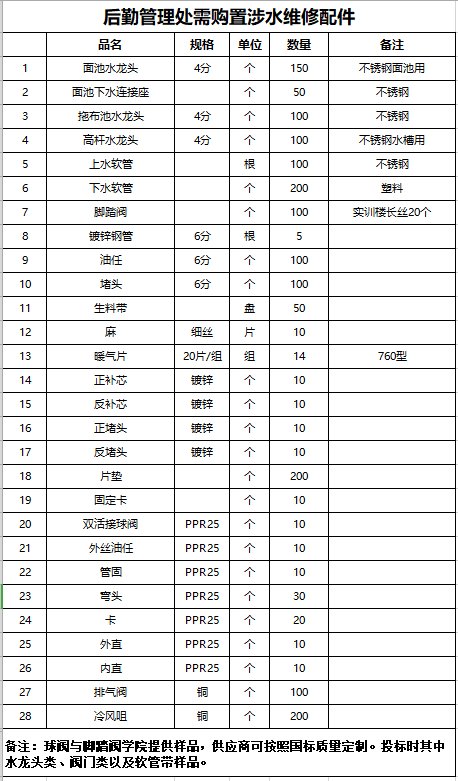 后勤管理处需购置涉水维修配件
品名 规格 单位 数量 备注
1 面池水龙头 4分 个 150 不锈钢面池用
2 面池下水连接座 个 50 不锈钢
3 拖布池水龙头 4分 个 100 不锈钢
4 高杆水龙头 4分 个 100 不锈钢水槽用
5 上水软管 根 100 不锈钢
6 下水软管 个 200 塑料
7 脚踏阀 个 100 实训楼长丝20个
8 镀锌钢管 6分 根 5
9 油任 6分 个 100
10 堵头 6分 个 100
11 生料带 盘 50
12 麻 细丝 片 10
13 暖气片 20片/组 组 14 760型
14 正补芯 镀锌 个 10
15 反补芯 镀锌 个 10
16 正堵头 镀锌 个 10
17 反堵头 镀锌 个 10
18 片垫 个 200
19 固定卡 个 10
20 双活接球阀 PPR25 个 10
21 外丝油任 PPR25 个 10
22 管固 PPR25 个 10
23 弯头 PPR25 个 30
24 卡 PPR25 个 20
25 外直 PPR25 个 10
26 内直 PPR25 个 10
27 排气阀 铜 个 100
28 冷风咀 铜 个 200
备注：球阀与脚踏阀学院提供样品，供应商可按照国标质量定制。投标时其中
水龙头类、阀门类以及软管带样品。